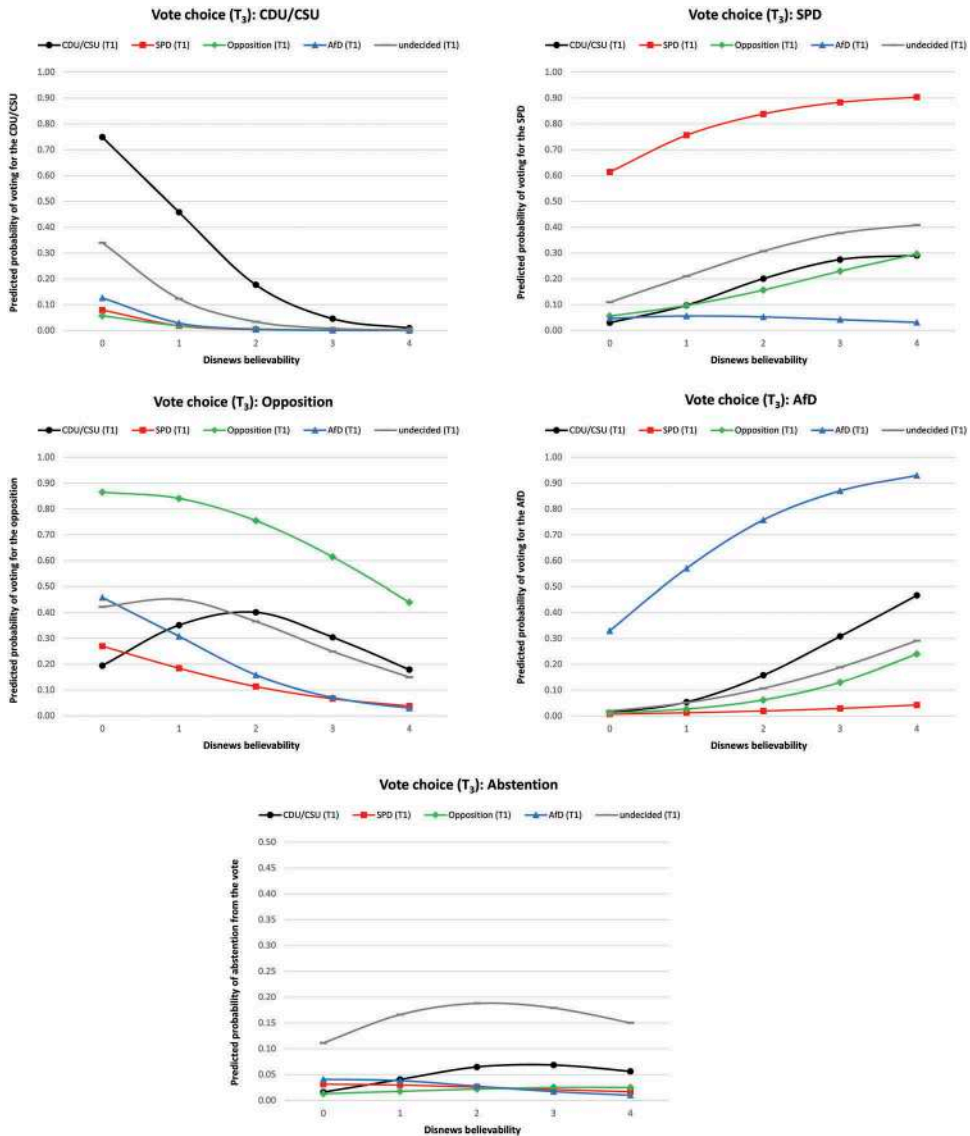 Vote choice (T₃): CDU/CSU
CDU/CSU (T1) SPD (T1) Opposition (T1) AfD (T1) undecided (T1)
Predicted probability of voting for the CDU/CSU
1.00
0.90
0.80
0.70
0.60
0.50
0.40
0.30
0.20
0.10
0.00
0 1 2 3 4
Disnews believability
Vote choice (T₃): SPD
CDU/CSU (T1) SPD (T1) Opposition (T1) AfD (T1) undecided (T1)
Predicted probability of voting for the SPD
1.00
0.90
0.80
0.70
0.60
0.50
0.40
0.30
0.20
0.10
0.00
0 1 2 3 4
Disnews believability
Vote choice (T₃): Opposition
CDU/CSU (T1) SPD (T1) Opposition (T1) AfD (T1) undecided (T1)
Predicted probability of voting for the opposition
1.00
0.90
0.80
0.70
0.60
0.50
0.40
0.30
0.20
0.10
0.00
0 1 2 3 4
Disnews believability
Vote choice (T₃): AfD
CDU/CSU (T1) SPD (T1) Opposition (T1) AfD (T1) undecided (T1)
Predicted probability of voting for the AfD
1.00
0.90
0.80
0.70
0.60
0.50
0.40
0.30
0.20
0.10
0.00
0 1 2 3 4
Disnews believability
Vote choice (T₃): Abstention
CDU/CSU (T1) SPD (T1) Opposition (T1) AfD (T1) undecided (T1)
Predicted probability of abstention from the vote
0.50
0.45
0.40
0.35
0.30
0.25
0.20
0.15
0.10
0.05
0.00
0 1 2 3 4
Disnews believability